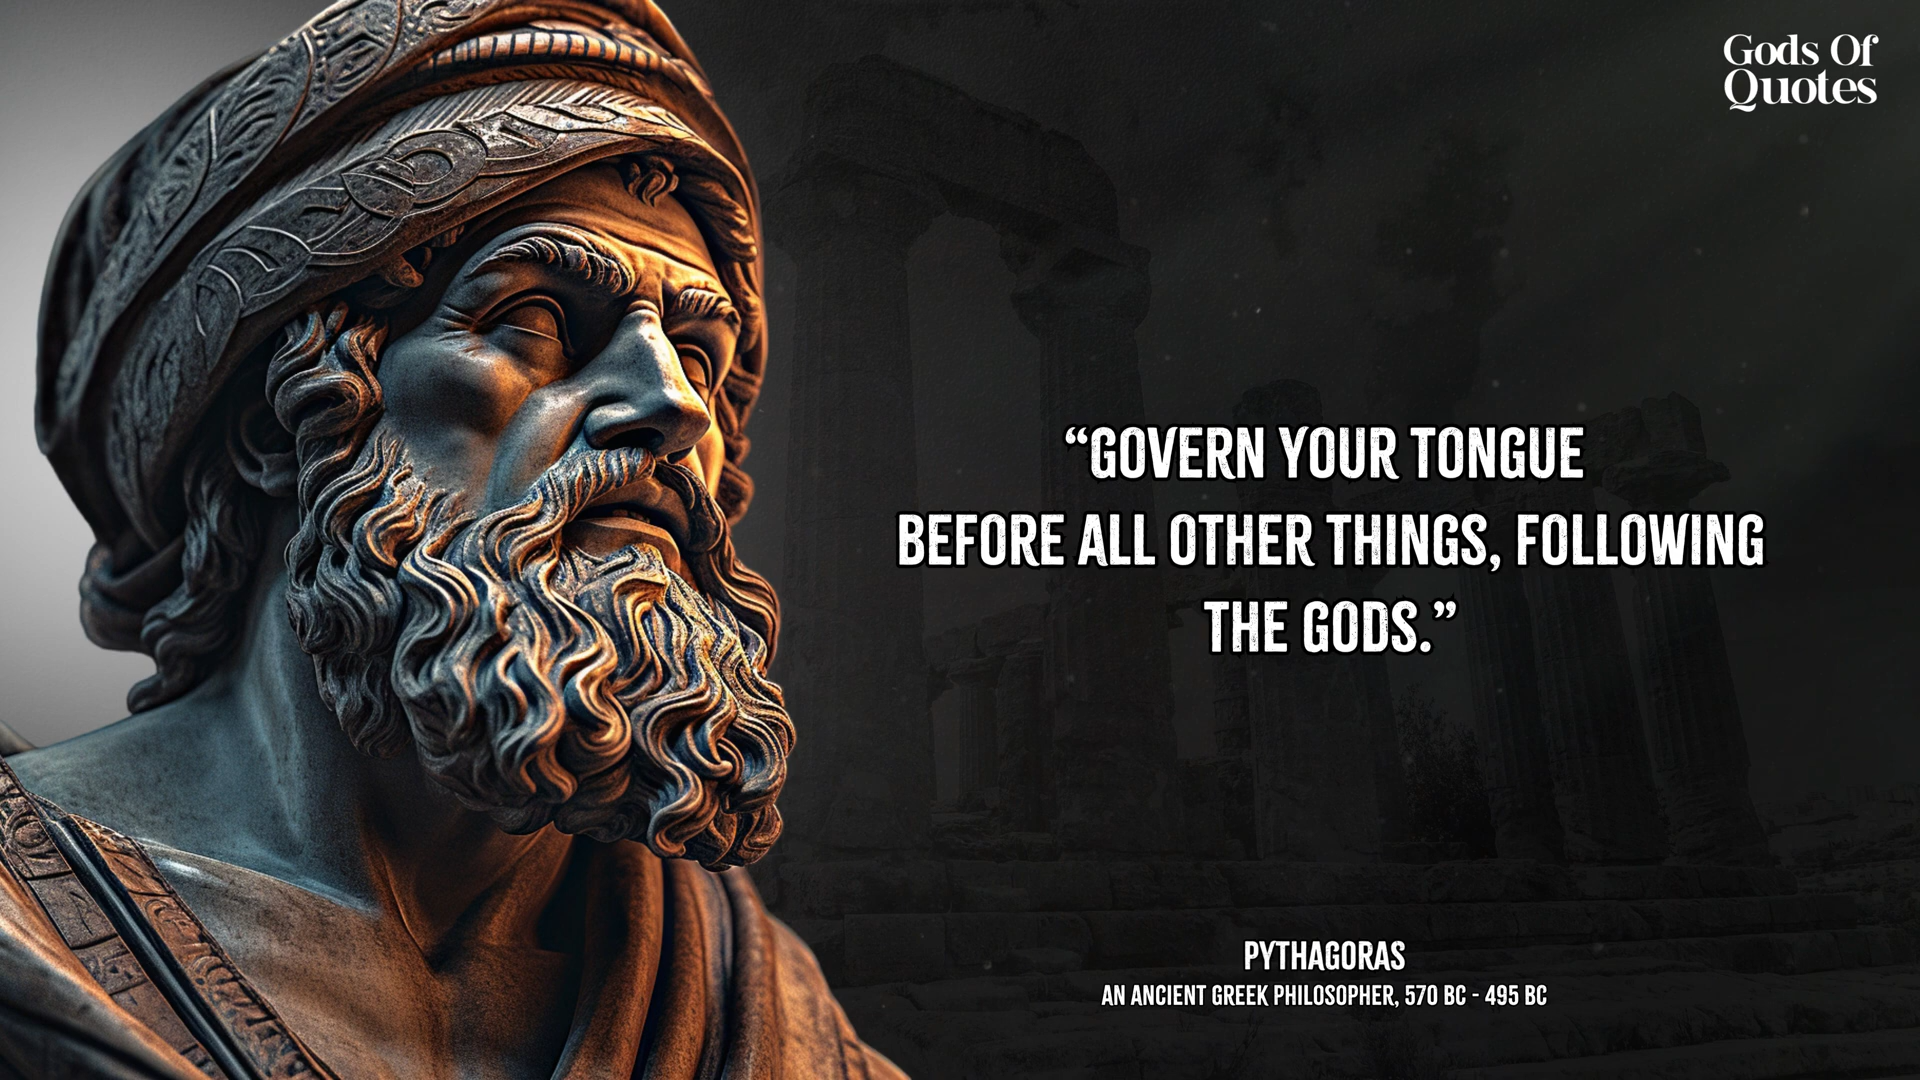 Gods Of
Quotes
“GOVERN YOUR TONGUE
BEFORE ALL OTHER THINGS, FOLLOWING
THE GODS.”
PYTHAGORAS
AN ANCIENT GREEK PHILOSOPHER, 570 BC - 495 BC